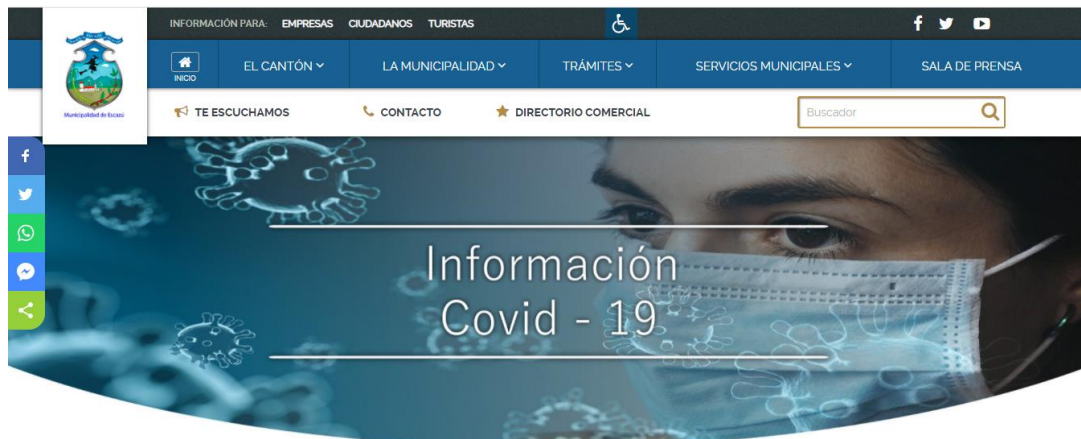 INFORMACIÓN PARA: EMPRESAS CIUDADANOS TURISTAS
INICIO
EL CANTÓN
LA MUNICIPALIDAD
TRÁMITES
SERVICIOS MUNICIPALES
SALA DE PRENSA
Municipalidad de Escazú
TE ESCUCHAMOS
CONTACTO
DIRECTORIO COMERCIAL
Buscador
Información
Covid - 19